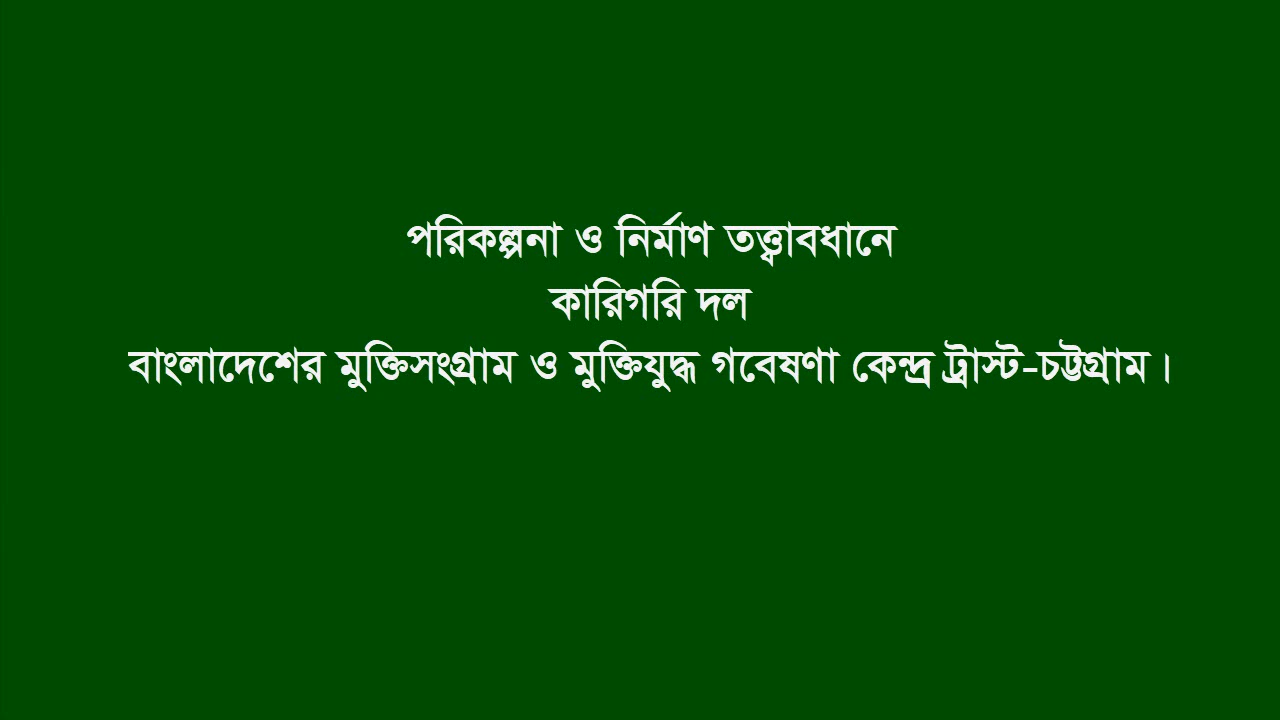 পরিকল্পনা ও নির্মাণ তত্ত্বাবধানে
কারিগরি দল
বাংলাদেশের মুক্তিসংগ্রাম ও মুক্তিযুদ্ধ গবেষণা কেন্দ্র ট্রাস্ট-চট্টগ্রাম।